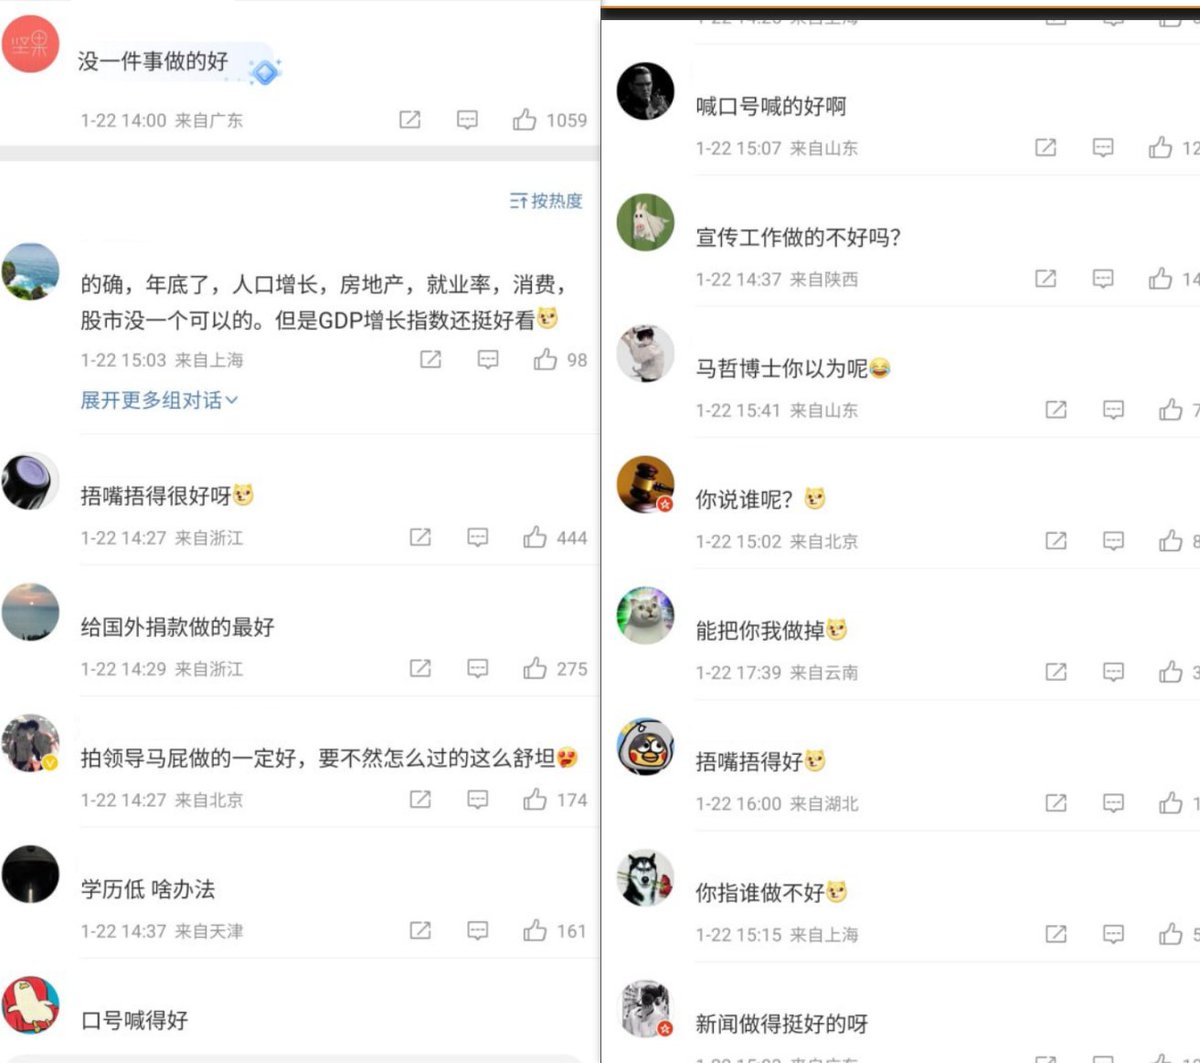 坚果
没一件事做的好
1-22 14:00 来自广东
1059
按热度
的确，年底了，人口增长，房地产，就业率，消费，
股市没一个可以的。但是GDP增长指数还挺好看
1-22 15:03 来自上海
98
展开更多组对话
捂嘴捂得很好呀
1-22 14:27 来自浙江
444
给国外捐款做的最好
1-22 14:29 来自浙江
275
拍领导马屁做的一定好，要不然怎么过的这么舒坦
1-22 14:27 来自北京
174
学历低 啥办法
1-22 14:37 来自天津
161
口号喊得好
喊口号喊的好啊
1-22 15:07 来自山东
12
宣传工作做的不好吗？
1-22 14:37 来自陕西
14
马哲博士你以为呢
1-22 15:41 来自山东
7
你说谁呢？
1-22 15:02 来自北京
8
能把你我做掉
1-22 17:39 来自云南
3
捂嘴捂得好
1-22 16:00 来自湖北
1
你指谁做不好
1-22 15:15 来自上海
5
新闻做得挺好的呀